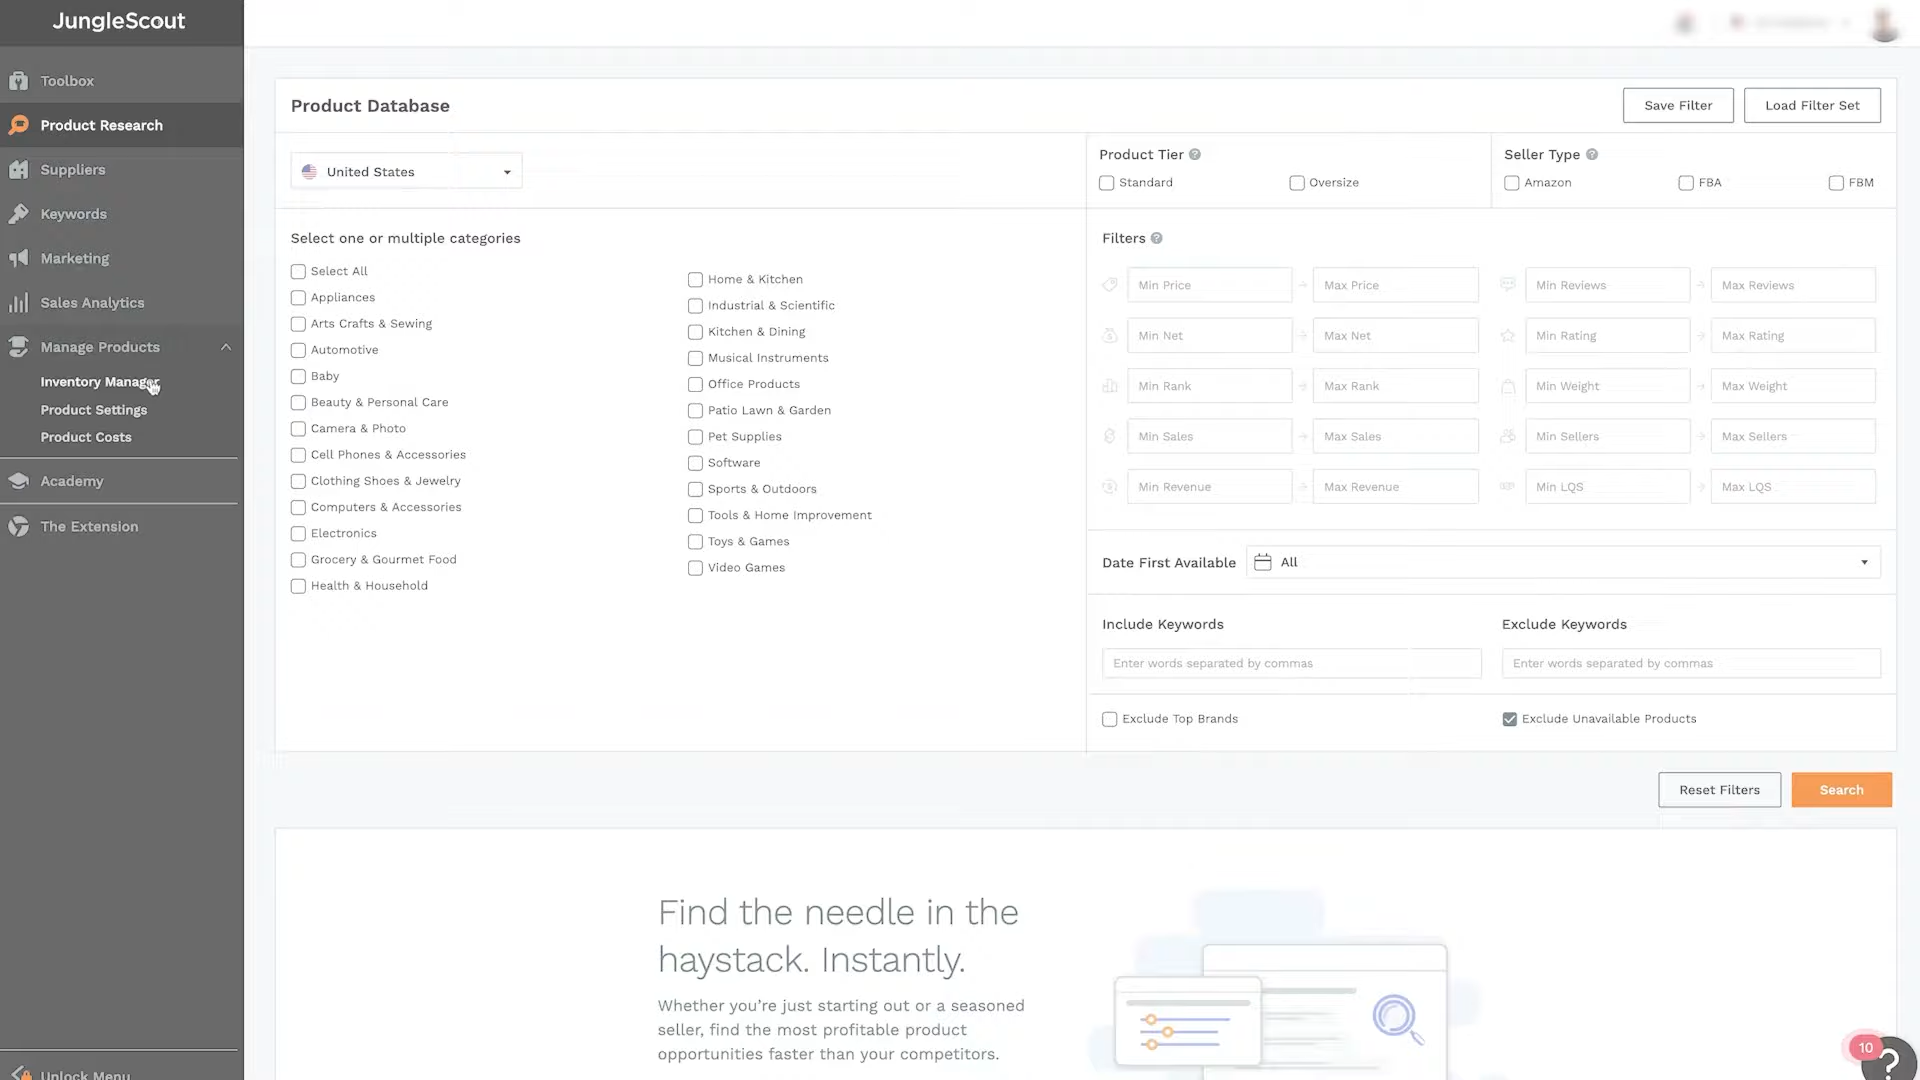 JungleScout
Toolbox
Product Research
Suppliers
Keywords
Marketing
Sales Analytics
Manage Products
Inventory Manager
Product Settings
Product Costs
Academy
The Extension
Unlock Menu
Product Database
Save Filter
Load Filter Set
United States
Product Tier
Standard
Oversize
Seller Type
Amazon
FBA
FBM
Select one or multiple categories
Select All
Appliances
Arts Crafts & Sewing
Automotive
Baby
Beauty & Personal Care
Camera & Photo
Cell Phones & Accessories
Clothing Shoes & Jewelry
Computers & Accessories
Electronics
Grocery & Gourmet Food
Health & Household
Home & Kitchen
Industrial & Scientific
Kitchen & Dining
Musical Instruments
Office Products
Patio Lawn & Garden
Pet Supplies
Software
Sports & Outdoors
Tools & Home Improvement
Toys & Games
Video Games
Filters
Min Price
Max Price
Min Reviews
Max Reviews
Min Net
Max Net
Min Rating
Max Rating
Min Rank
Max Rank
Min Weight
Max Weight
Min Sales
Max Sales
Min Sellers
Max Sellers
Min Revenue
Max Revenue
Min LQS
Max LQS
Date First Available
All
Include Keywords
Enter words separated by commas
Exclude Keywords
Enter words separated by commas
Exclude Top Brands
Exclude Unavailable Products
Reset Filters
Search
Find the needle in the
haystack. Instantly.
Whether you're just starting out or a seasoned
seller, find the most profitable product
opportunities faster than your competitors.
10
?